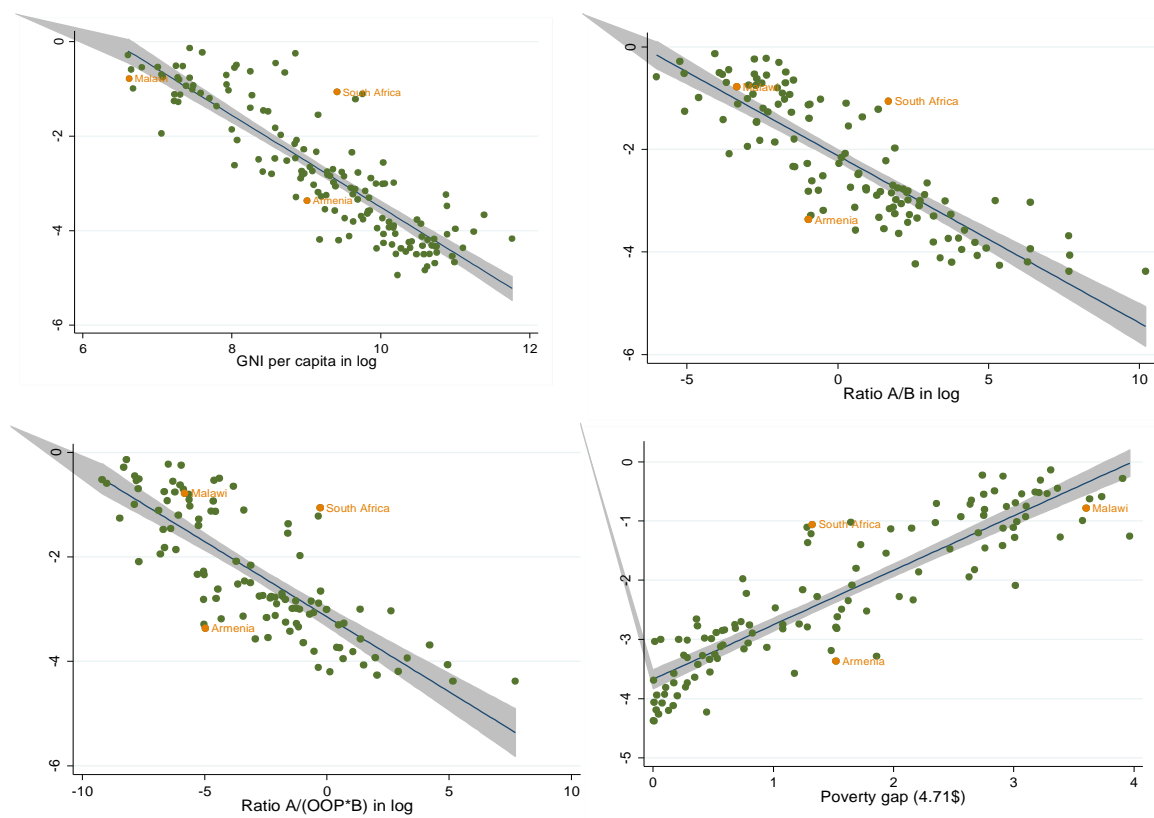 0
-2
-4
-6
6
8
10
12
GNI per capita in log
Malawi
South Africa
Armenia
0
-2
-4
-6
-5
0
5
10
Ratio A/B in log
Malawi
South Africa
Armenia
0
-2
-4
-6
-10
-5
0
5
10
Ratio A/(OOP*B) in log
Malawi
South Africa
Armenia
0
-1
-2
-3
-4
-5
0
1
2
3
4
Poverty gap (4.71$)
South Africa
Malawi
Armenia